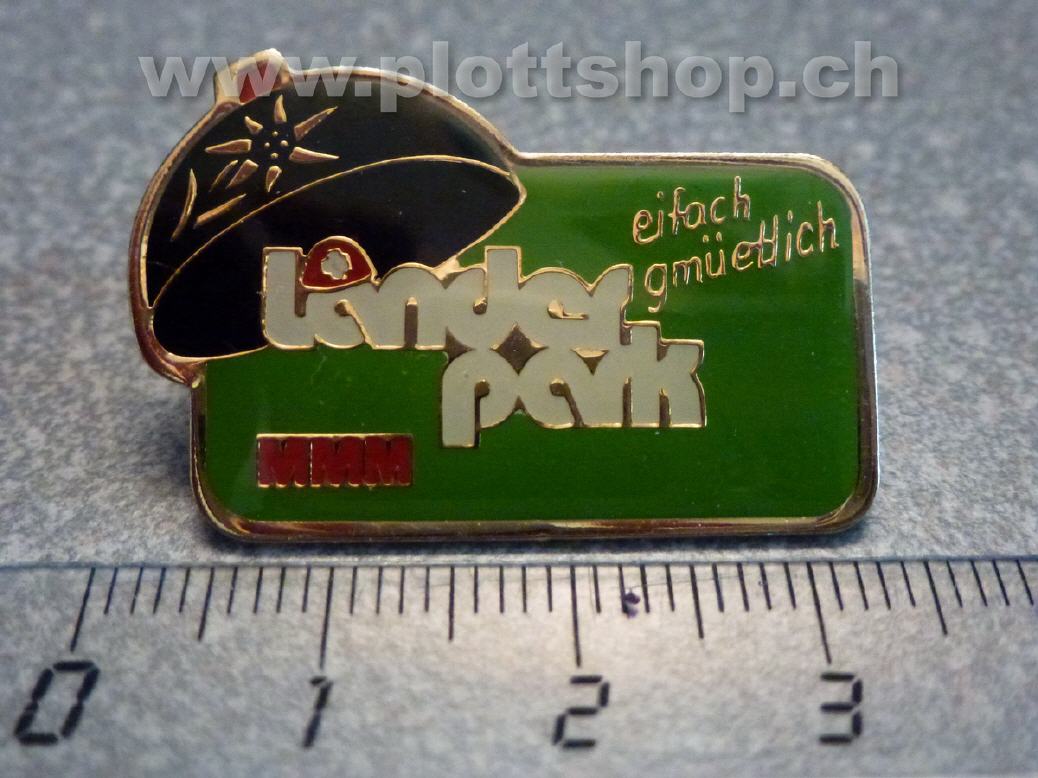 www.plottshop.ch
eifach
gmüetlich
Länder
park
MMM
0 1 2 3